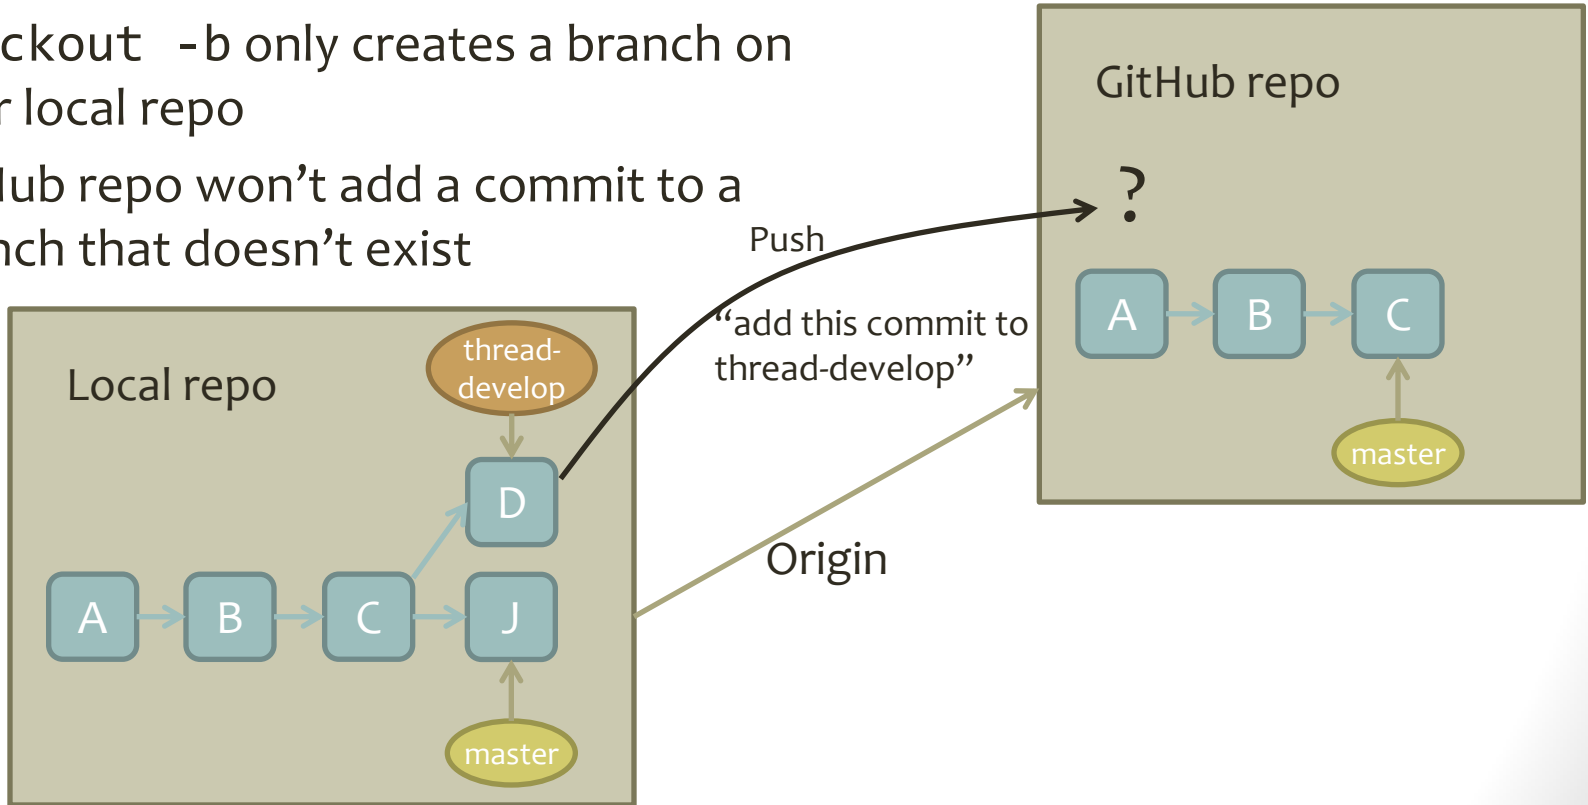 ckout -b only creates a branch on
r local repo
Hub repo won't add a commit to a
nch that doesn't exist
GitHub repo
?
Push
“add this commit to
thread-develop”
A
B
C
master
Local repo
thread-
develop
D
Origin
A
B
C
J
master